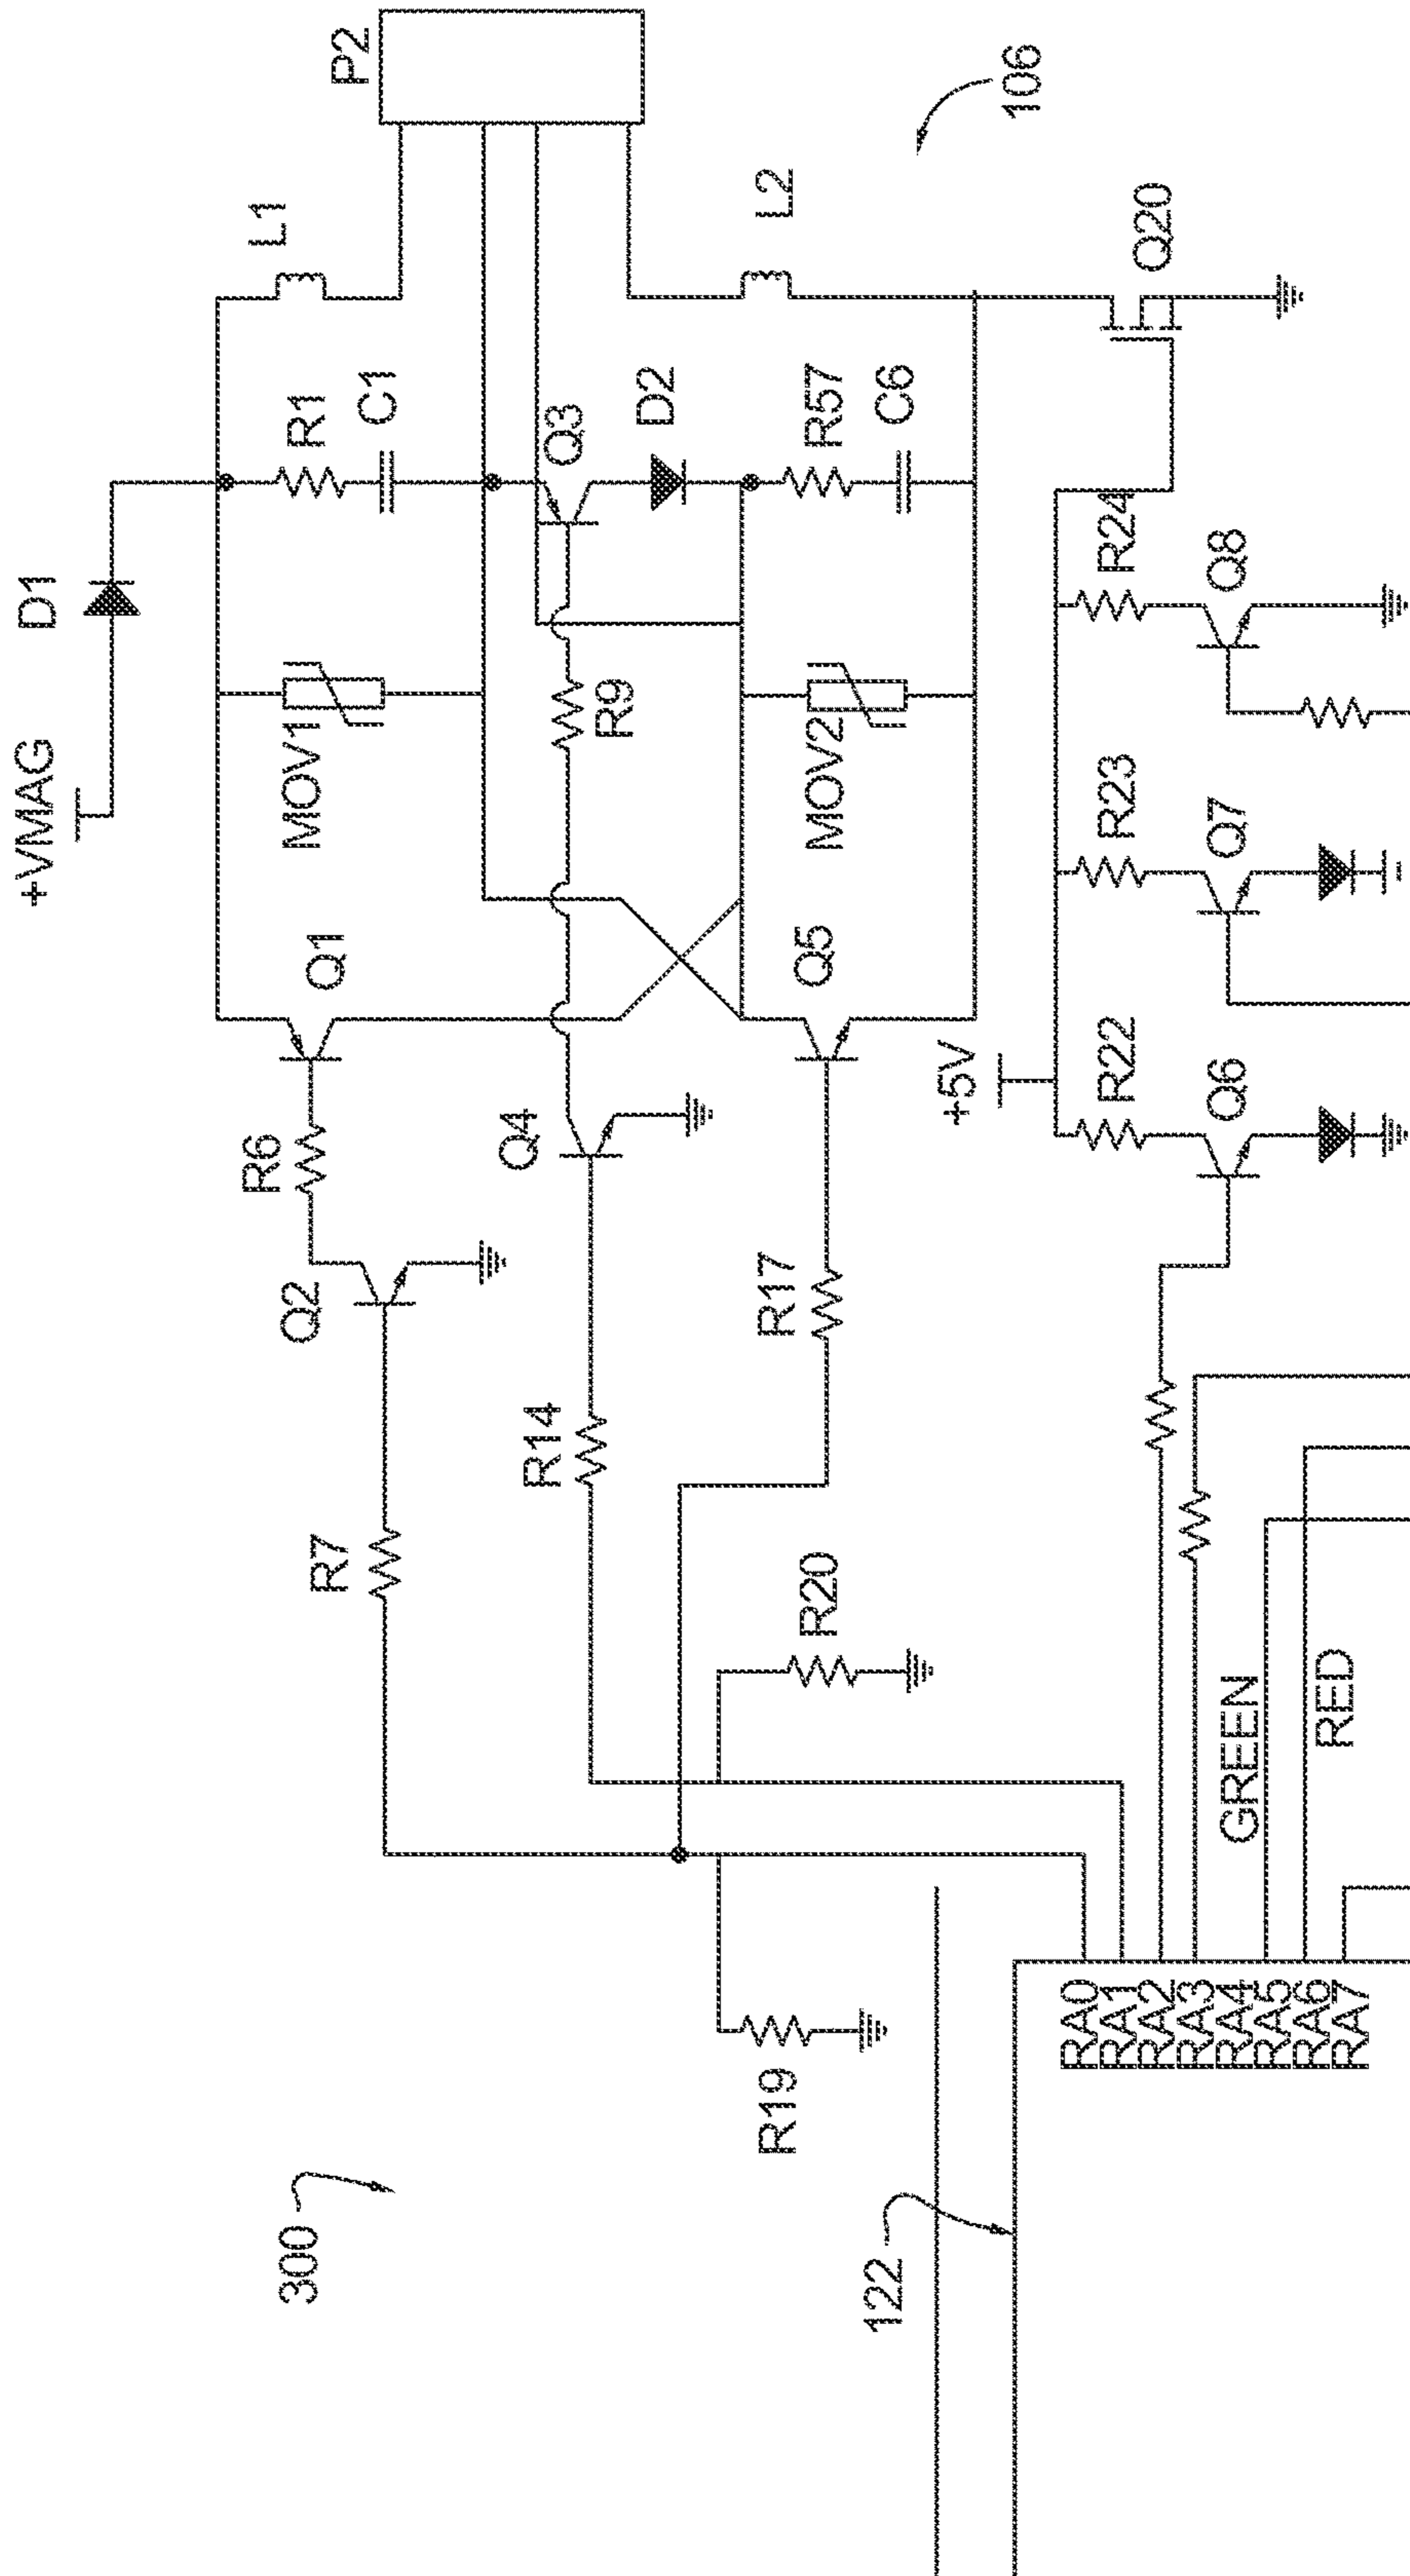 +VMAG
D1
P2
L1
R1
C1
MOV1
Q1
R6
Q2
R7
300
Q3
D2
R9
Q4
R14
L2
R57
C6
MOV2
Q5
R17
R20
R19
122
106
+5V
Q20
R24
R23
R22
Q8
Q7
Q6
RA0
RA1
RA2
RA3
RA4
RA5
RA6
RA7
GREEN
RED